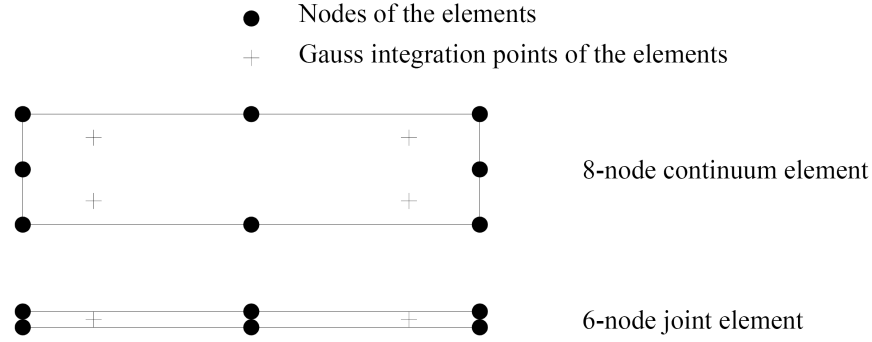 Nodes of the elements
Gauss integration points of the elements
8-node continuum element
6-node joint element